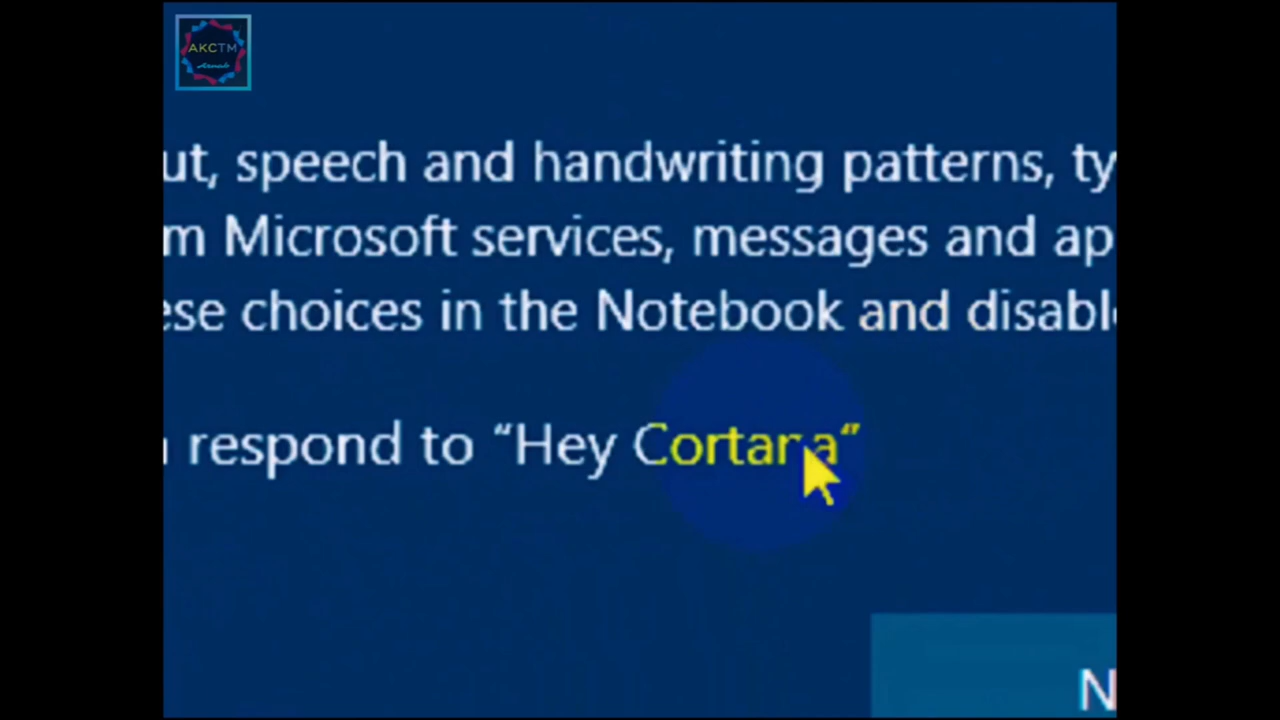 AKCTM
ut, speech and handwriting patterns, ty
m Microsoft services, messages and ap
ese choices in the Notebook and disabl
respond to “Hey Cortana”
N